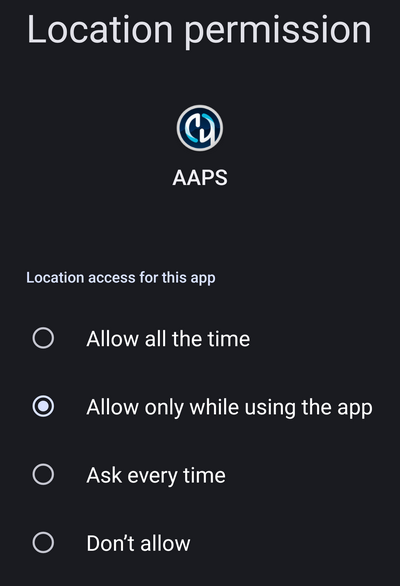 Location permission
AAPS
Location access for this app
Allow all the time
Allow only while using the app
Ask every time
Don’t allow